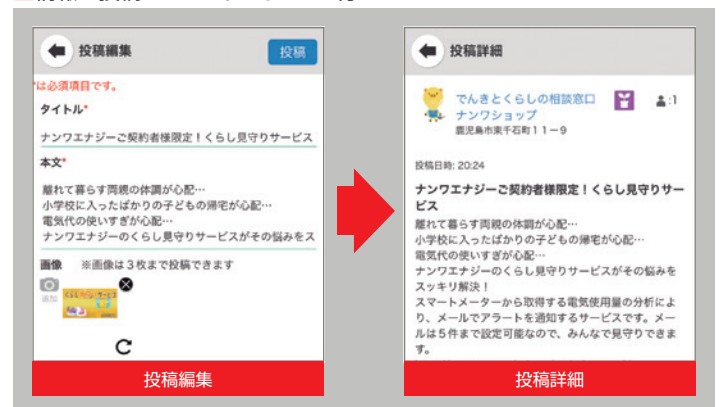 投稿編集
投稿
*は必須項目です。
タイトル*
ナンワエナジーご契約者様限定！くらし見守りサービス
本文*
離れて暮らす両親の体調が心配…
小学校に入ったばかりの子どもの帰宅が心配…
電気代の使いすぎが心配…
ナンワエナジーのくらし見守りサービスがその悩みをス
画像 ※画像は３枚まで投稿できます
追加
投稿編集
投稿詳細
でんきとくらしの相談窓口
ナンワショップ
:1
鹿児島市東千石町１１－９
投稿日時: 20:24
ナンワエナジーご契約者様限定！くらし見守りサー
ビス
離れて暮らす両親の体調が心配…
小学校に入ったばかりの子どもの帰宅が心配…
電気代の使いすぎが心配…
ナンワエナジーのくらし見守りサービスがその悩みを
スッキリ解決！
スマートメーターから取得する電気使用量の分析によ
り、メールでアラートを通知するサービスです。メー
ルは５件まで設定可能なので、みんなで見守りできま
す。
投稿詳細